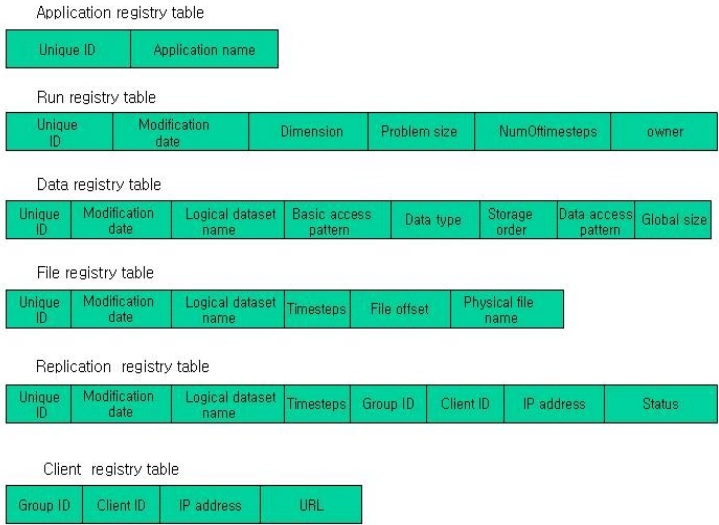 Application registry table
Unique ID Application name
Run registry table
Unique Modification Dimension Problem size NumOftimesteps owner
ID date
Data registry table
Unique Modification Logical dataset Basic access Data type Storage Data access Global size
ID date name pattern order pattern
File registry table
Unique Modification Logical dataset Timesteps File offset Physical file
ID date name name
Replication registry table
Unique Modification Logical dataset Timesteps Group ID Client ID IP address Status
ID date name
Client registry table
Group ID Client ID IP address URL